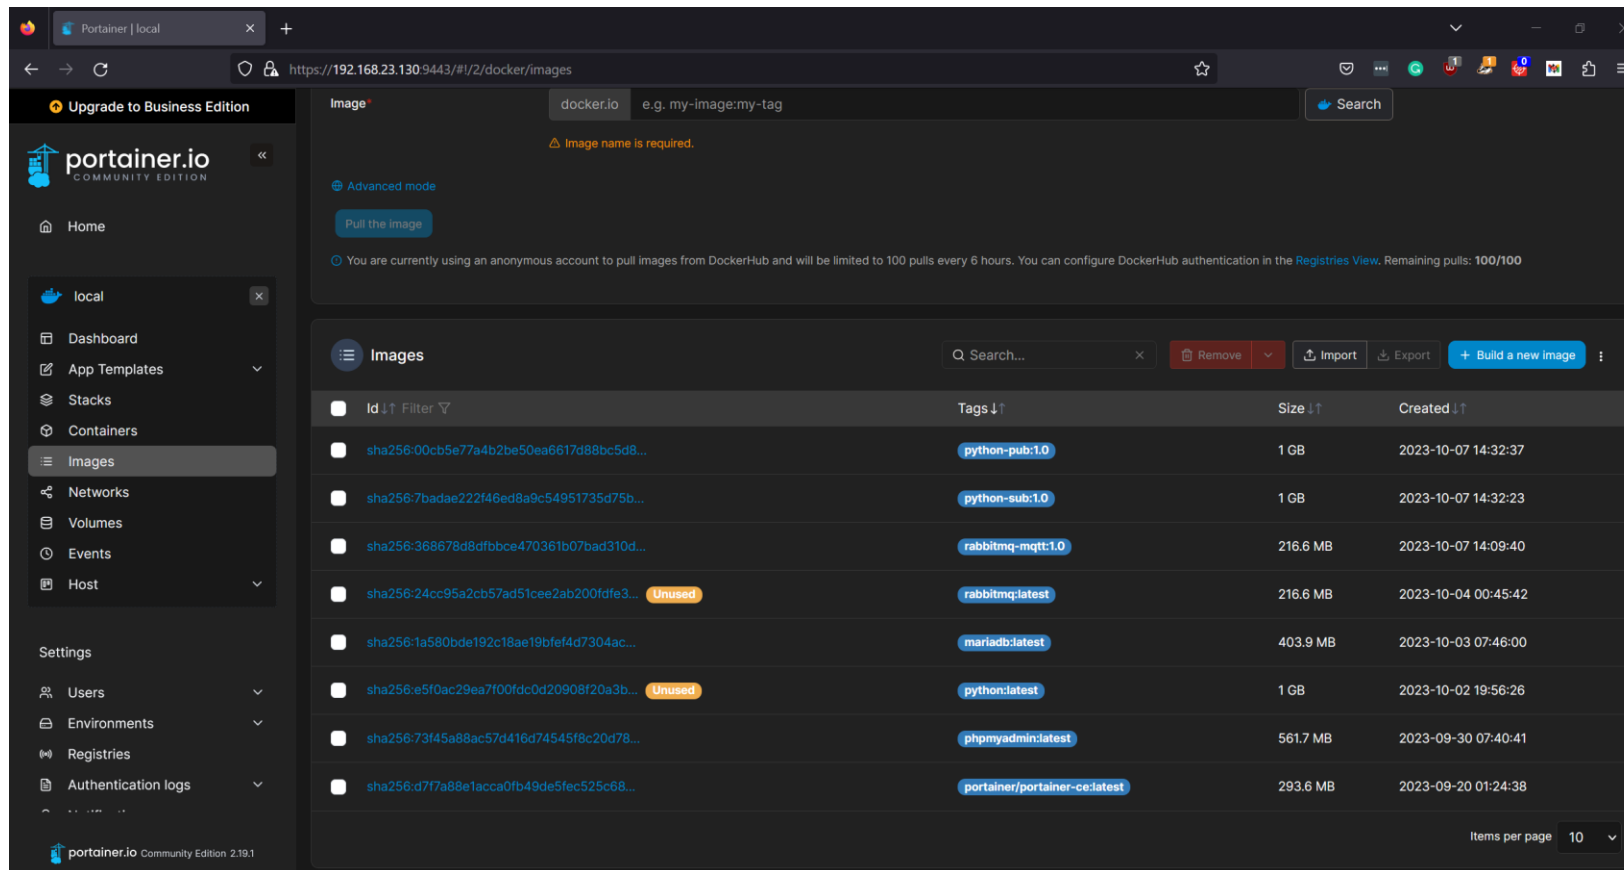 Portainer | local
https://192.168.23.130:9443/#!/2/docker/images
Upgrade to Business Edition
portainer.io
COMMUNITY EDITION
Home
local
Dashboard
App Templates
Stacks
Containers
Images
Networks
Volumes
Events
Host
Settings
Users
Environments
Registries
Authentication logs
portainer.io Community Edition 2.19.1
Image*
docker.io e.g. my-image:my-tag
Search
Image name is required.
Advanced mode
Pull the image
You are currently using an anonymous account to pull images from DockerHub and will be limited to 100 pulls every 6 hours. You can configure DockerHub authentication in the Registries View. Remaining pulls: 100/100
Images Search... Remove Import Export + Build a new image
Id Filter Tags Size Created
sha256:00cb5e77a4b2be50ea6617d88bc5d8... python-pub:1.0 1 GB 2023-10-07 14:32:37
sha256:7badae222f46ed8a9c54951735d75b... python-sub:1.0 1 GB 2023-10-07 14:32:23
sha256:368678d8dfbbce470361b07bad310d... rabbitmq-mqtt:1.0 216.6 MB 2023-10-07 14:09:40
sha256:24cc95a2cb57ad51cee2ab200fdfe3... Unused rabbitmq:latest 216.6 MB 2023-10-04 00:45:42
sha256:1a580bde192c18ae19bfef4d7304ac... mariadb:latest 403.9 MB 2023-10-03 07:46:00
sha256:e5f0ac29ea7f00fdc0d20908f20a3b... Unused python:latest 1 GB 2023-10-02 19:56:26
sha256:73f45a88ac57d416d74545f8c20d78... phpmyadmin:latest 561.7 MB 2023-09-30 07:40:41
sha256:d7f7a88e1acca0fb49de5fec525c68... portainer/portainer-ce:latest 293.6 MB 2023-09-20 01:24:38
Items per page 10